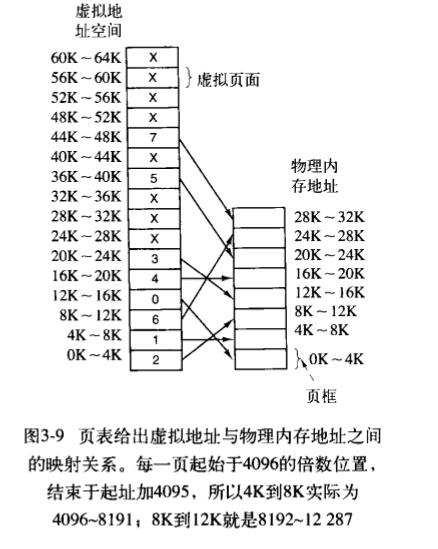 虚拟地
址空间
60K～64K X
56K～60K X 虚拟页面
52K～56K X
48K～52K X
44K～48K 7
40K～44K X
36K～40K 5
32K～36K X
28K～32K X
24K～28K X
20K～24K 3
16K～20K 4
12K～16K 0
8K～12K 6
4K～8K 1
0K～4K 2
物理内
存地址
28K～32K
24K～28K
20K～24K
16K～20K
12K～16K
8K～12K
4K～8K
0K～4K
页框
图3-9 页表给出虚拟地址与物理内存地址之间
的映射关系。每一页起始于4096的倍数位置，
结束于起址加4095，所以4K到8K实际为
4096~8191；8K到12K就是8192~12 287